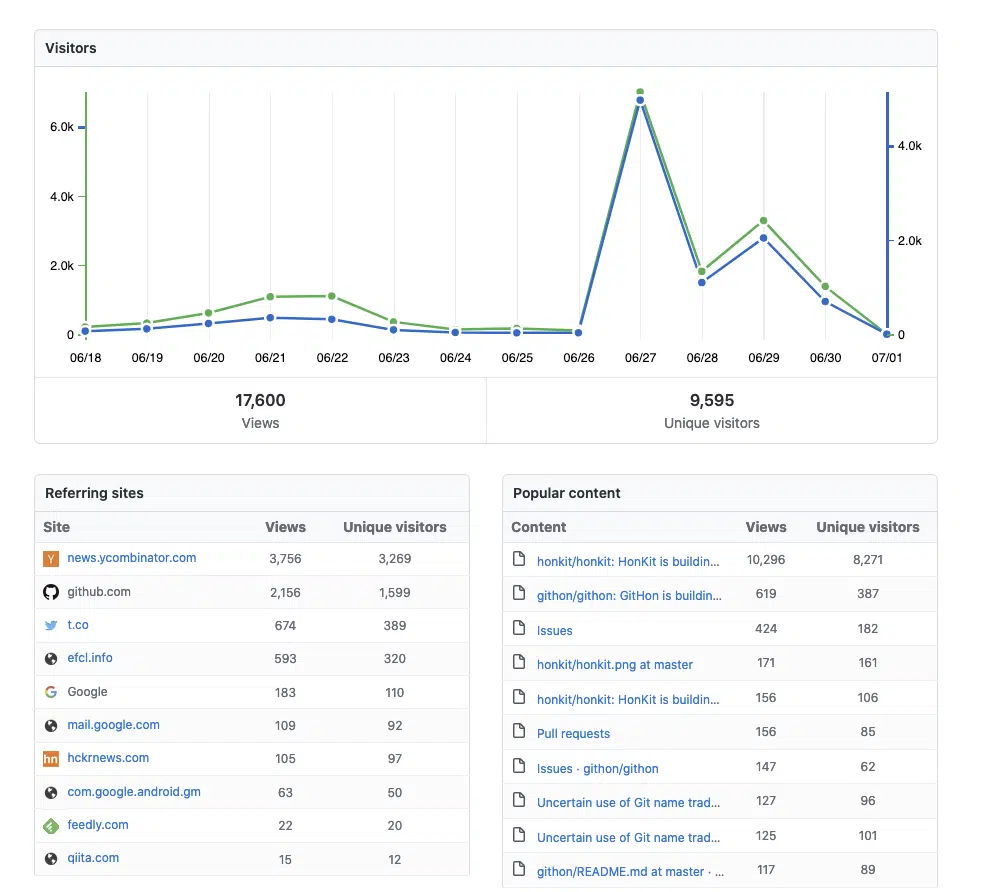 Visitors
6.0k
4.0k
2.0k
0
4.0k
2.0k
0
06/18 06/19 06/20 06/21 06/22 06/23 06/24 06/25 06/26 06/27 06/28 06/29 06/30 07/01
17,600 9,595
Views Unique visitors
Referring sites
Site Views Unique visitors
Y news.ycombinator.com 3,756 3,269
github.com 2,156 1,599
t.co 674 389
efcl.info 593 320
Google 183 110
mail.google.com 109 92
hn hckrnews.com 105 97
com.google.android.gm 63 50
feedly.com 22 20
qiita.com 15 12
Popular content
Content Views Unique visitors
honkit/honkit: HonKit is buildin... 10,296 8,271
githon/githon: GitHon is buildin... 619 387
Issues 424 182
honkit/honkit.png at master 171 161
honkit/honkit: HonKit is buildin... 156 106
Pull requests 156 85
Issues · githon/githon 147 62
Uncertain use of Git name trad... 127 96
Uncertain use of Git name trad... 125 101
githon/README.md at master · ... 117 89